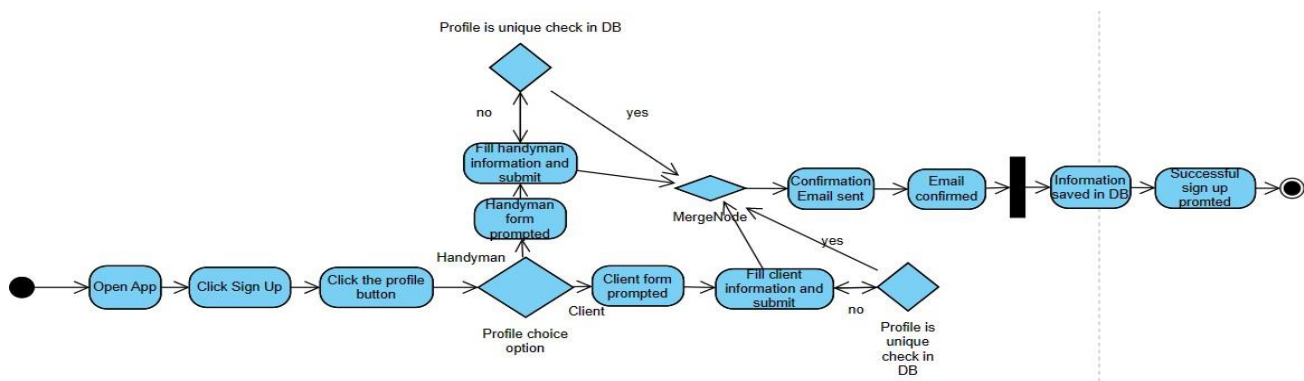 Profile is unique check in DB
no
yes
Fill handyman
information and
submit
Handyman
form
prompted
Handyman
MergeNode
Confirmation
Email sent
Email
confirmed
Information
saved in DB
Successful
sign up
promted
Open App
Click Sign Up
Click the profile
button
Profile choice
option
Client
Client form
prompted
Fill client
information and
submit
yes
no
Profile is
unique
check in
DB